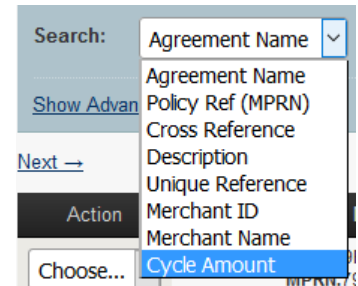 Search: Agreement Name
Agreement Name
Show Advan Policy Ref (MPRN)
Cross Reference
Next → Description
Unique Reference
Action Merchant ID
Merchant Name
Choose... Cycle Amount